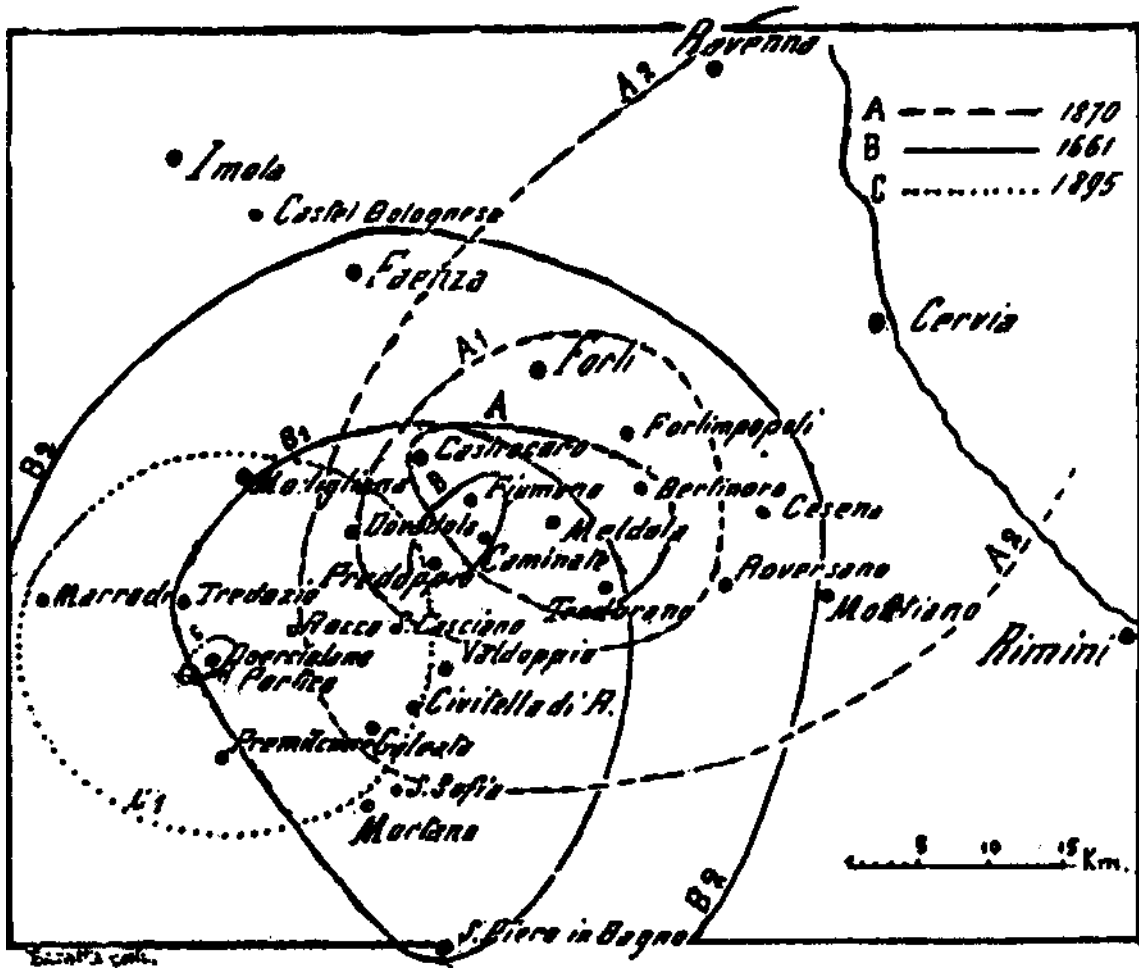 Ravenna
A2
A 1870
B 1661
C 1895
Imola
Castel Bolognese
Faenza
Cervia
A1
Forlì
B2
B1
A
Forlimpopoli
Castrocaro
Modigliana
B
Fiumana
Bertinoro
Cesena
Dovadola
Meldola
Caminate
A2
Predappio
Roversano
Marradi
Tredozio
Teodorano
Rocca S. Casciano
Rimini
C
Valdoppia
Portico
Civitella di R.
Premilcuore
Galeata
C1
S. Sofia
Mortano
5 10 15
Km.
B2
S. Piero in Bagno